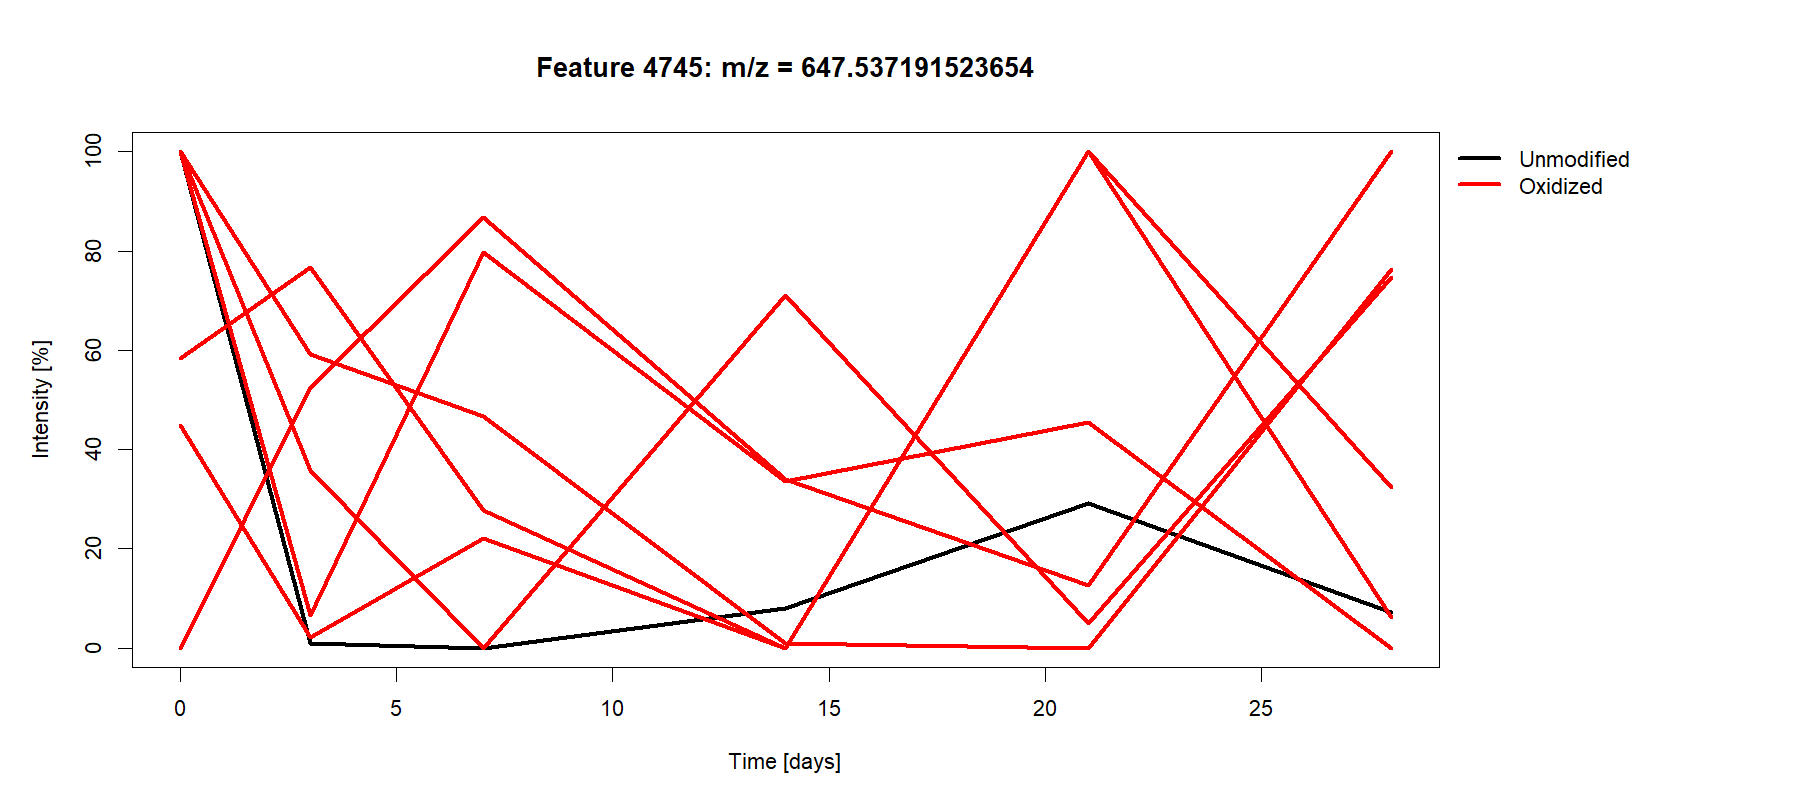 Feature 4745: m/z = 647.537191523654
Unmodified
Oxidized
Intensity [%]
100
80
60
40
20
0
0 5 10 15 20 25
Time [days]